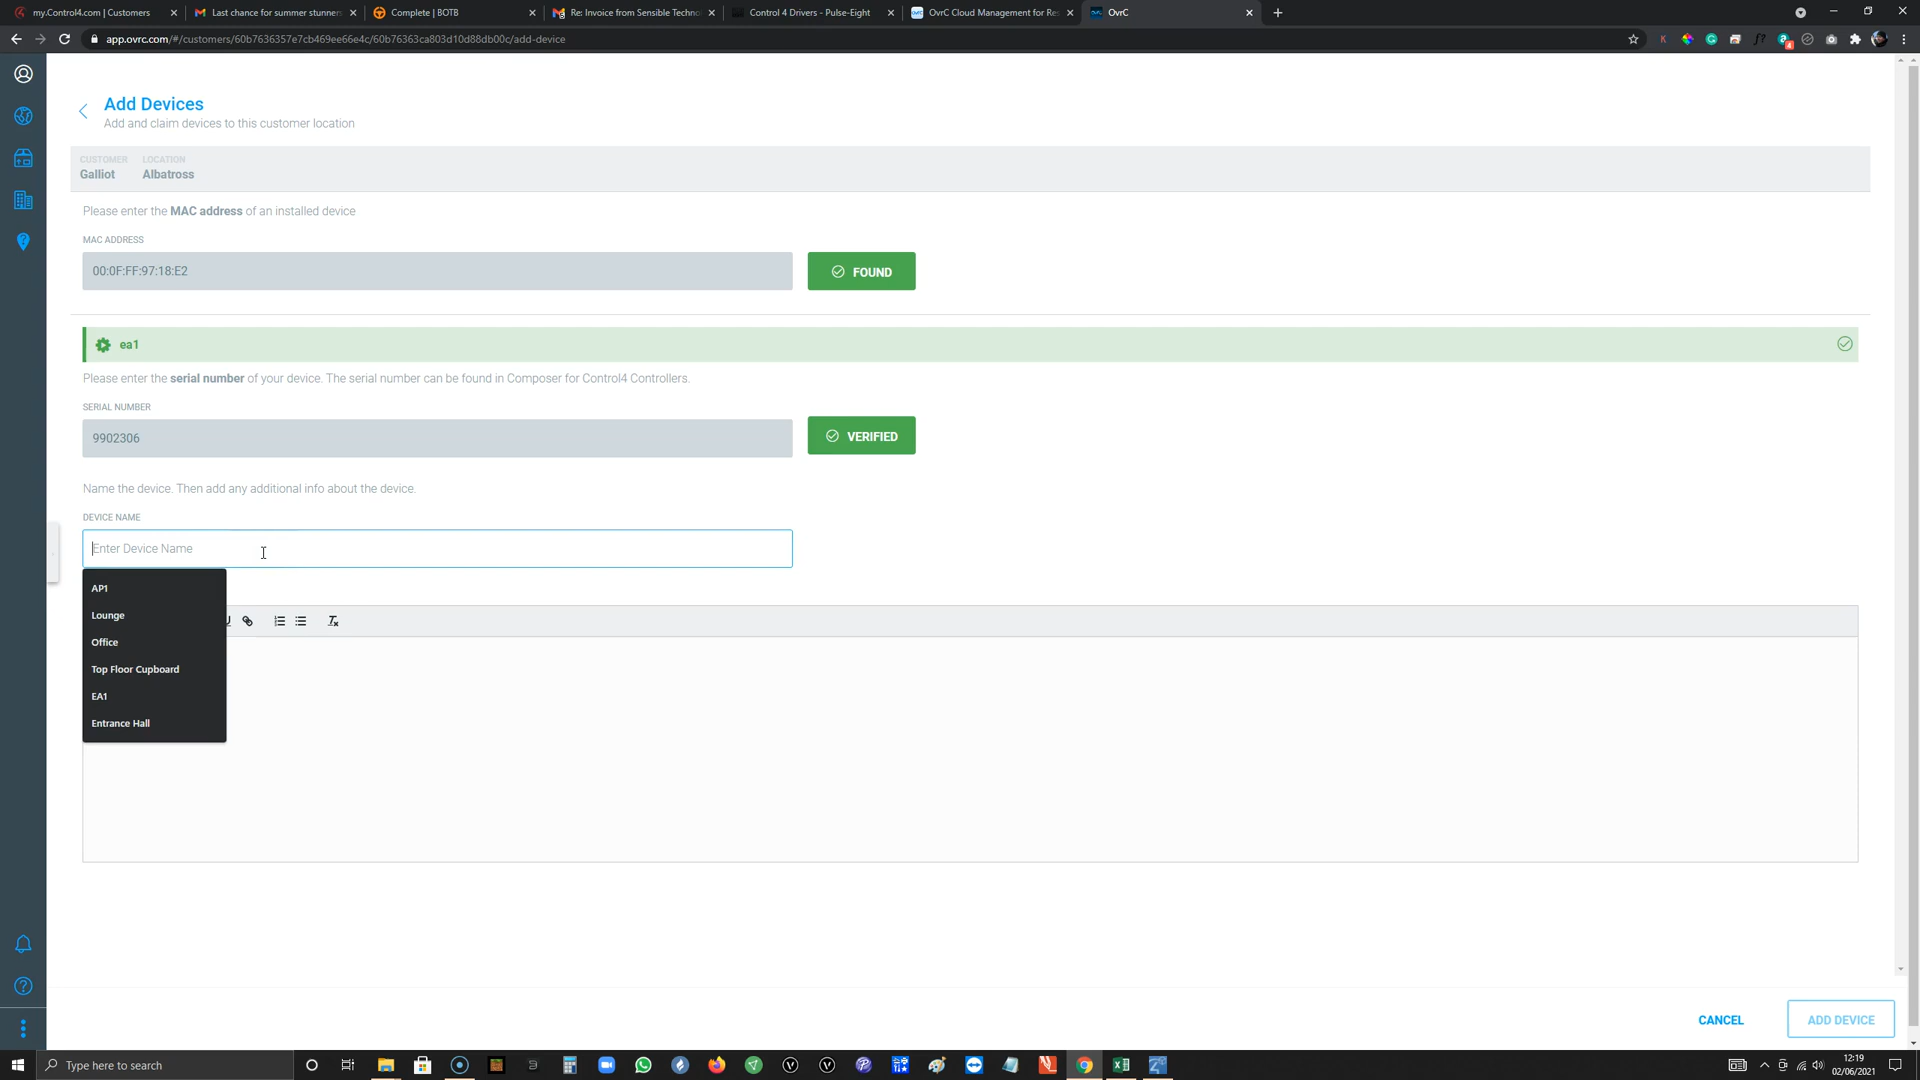 my.Control4.com | Customers
Last chance for summer stunner
Complete | BOTB
Re: Invoice from Sensible Techno
Control 4 Drivers - Pulse-Eight
OvrC Cloud Management for Res
OvrC
app.ovrc.com/#/customers/60b7636357e7cb469ee66e4c/60b76363ca803d10d88db00c/add-device
Add Devices
Add and claim devices to this customer location
CUSTOMER LOCATION
Galliot Albatross
Please enter the MAC address of an installed device
MAC ADDRESS
00:0F:FF:97:18:E2
FOUND
ea1
Please enter the serial number of your device. The serial number can be found in Composer for Control4 Controllers.
SERIAL NUMBER
9902306
VERIFIED
Name the device. Then add any additional info about the device.
DEVICE NAME
Enter Device Name
AP1
Lounge
Office
Top Floor Cupboard
EA1
Entrance Hall
CANCEL
ADD DEVICE
Type here to search
12:19
02/06/2021